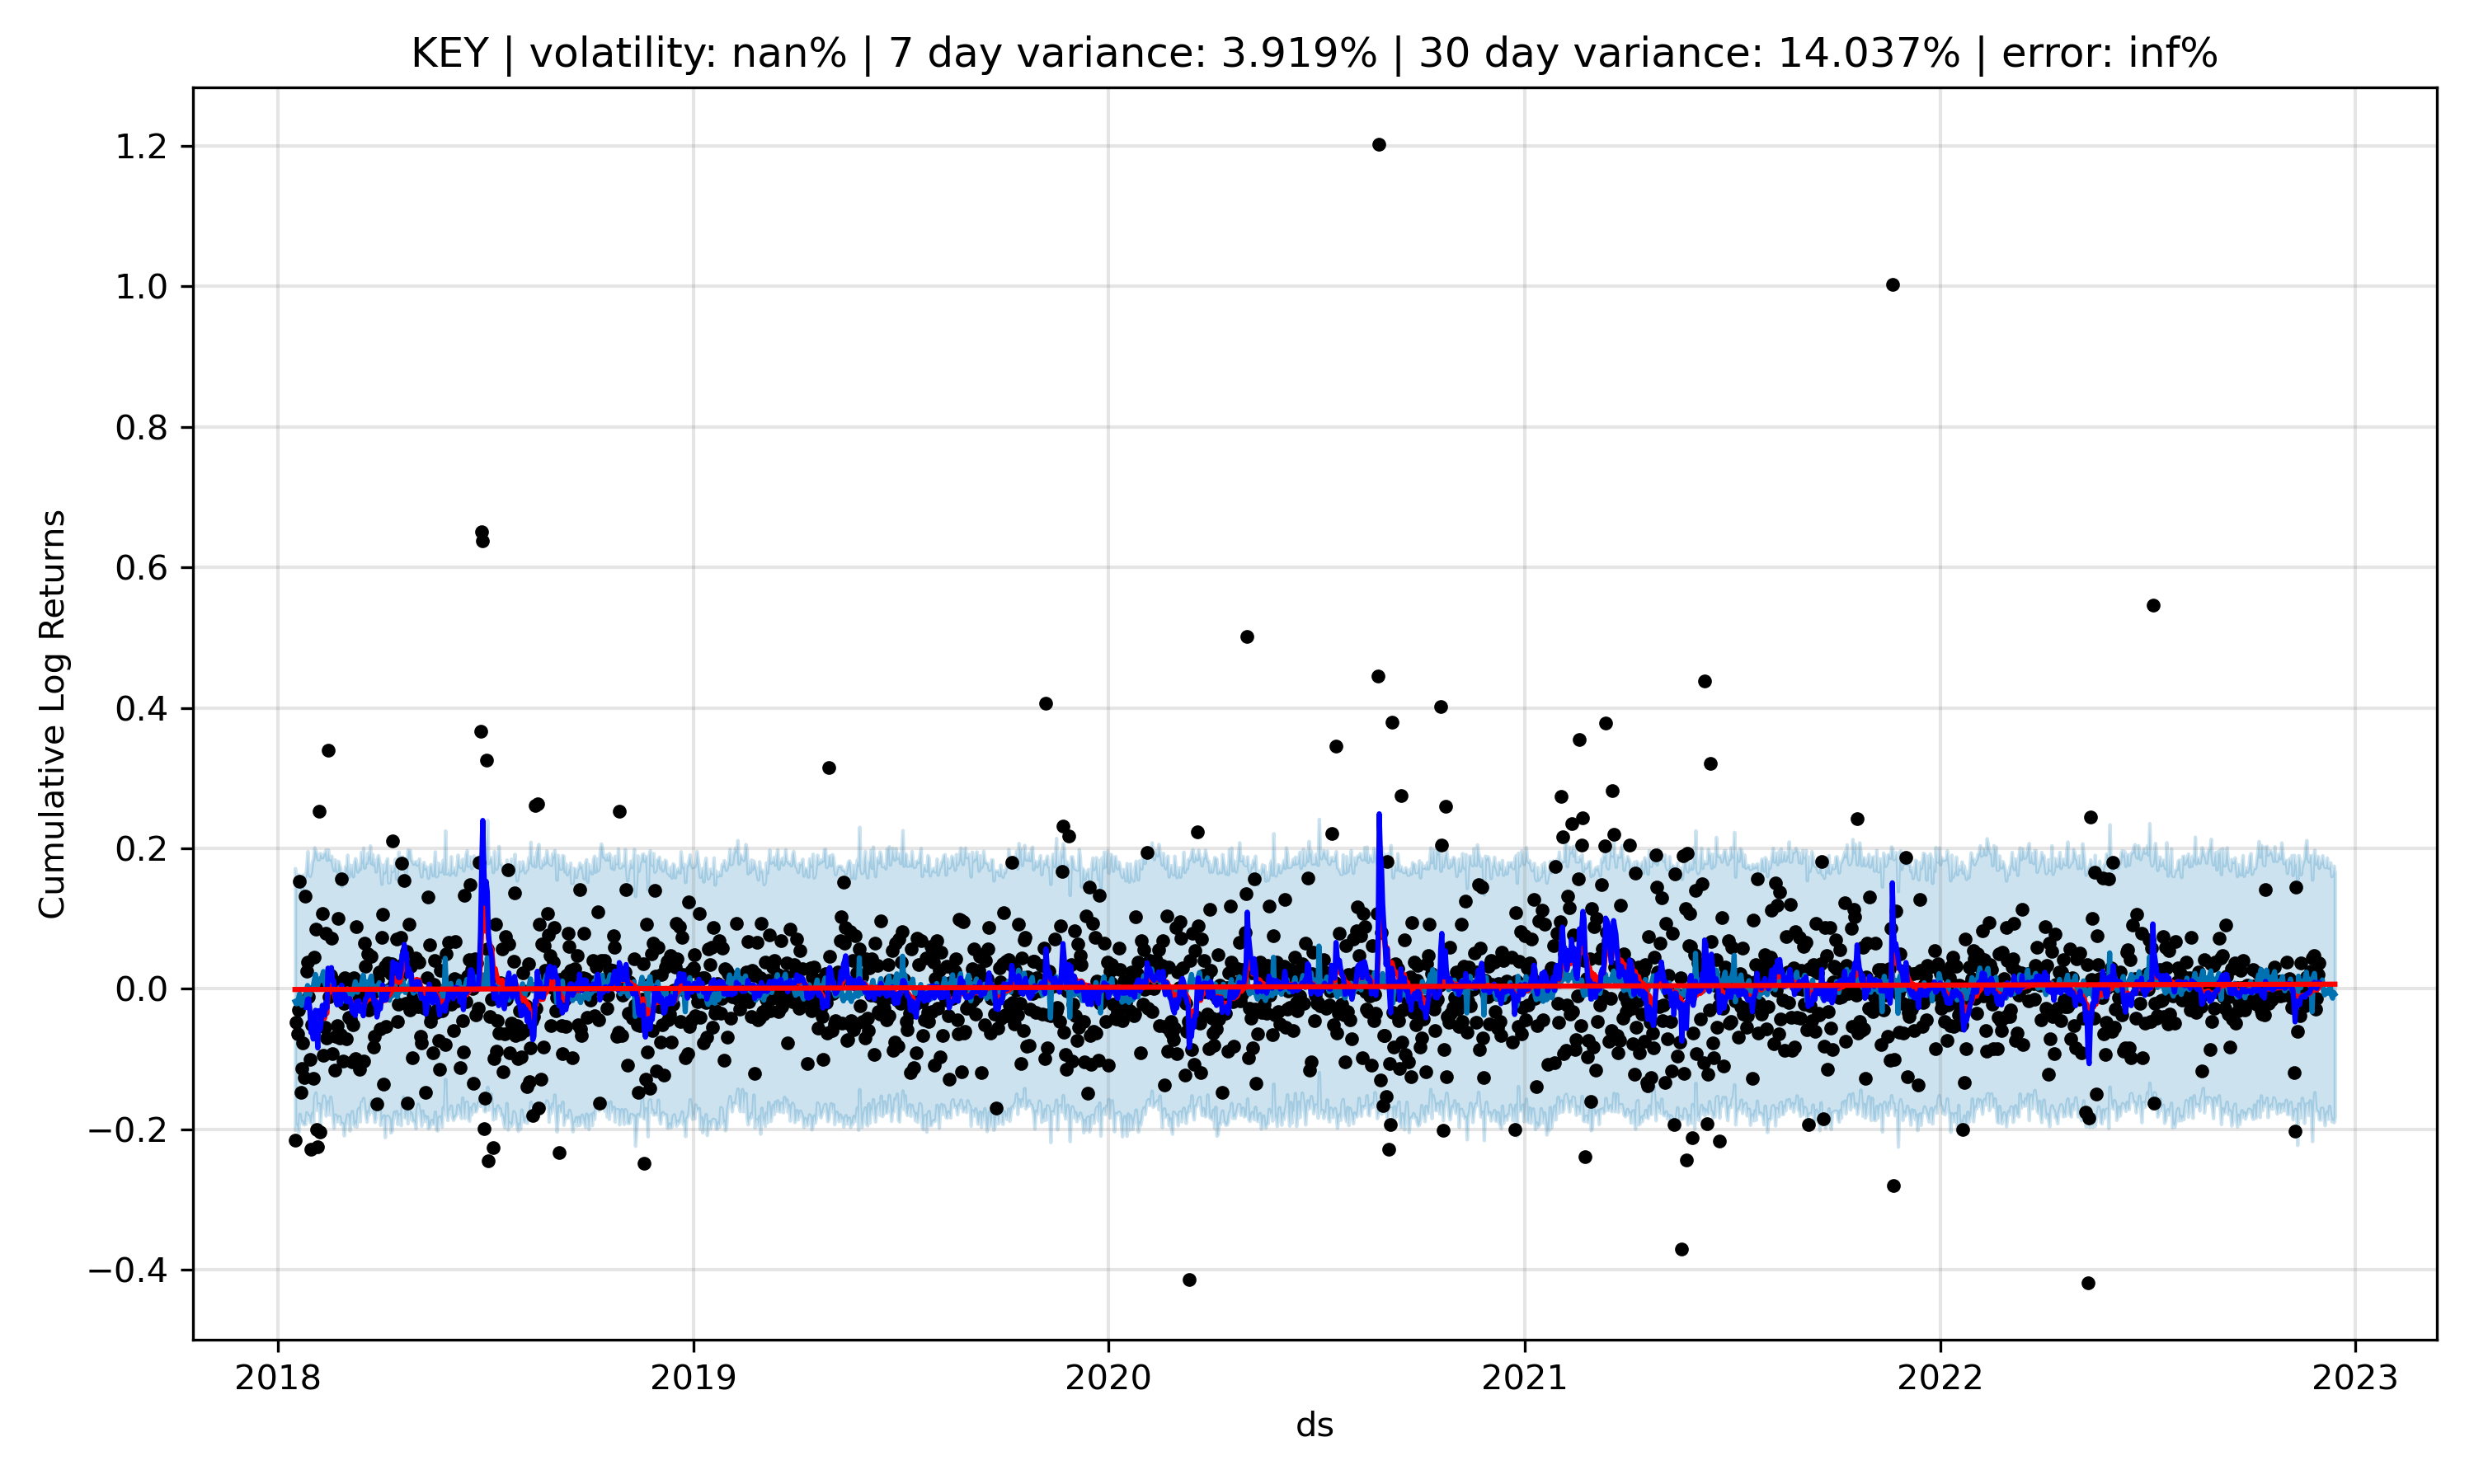 KEY | volatility: nan% | 7 day variance: 3.919% | 30 day variance: 14.037% | error: inf%
1.2
1.0
0.8
0.6
0.4
0.2
0.0
−0.2
−0.4
Cumulative Log Returns
2018 2019 2020 2021 2022 2023
ds